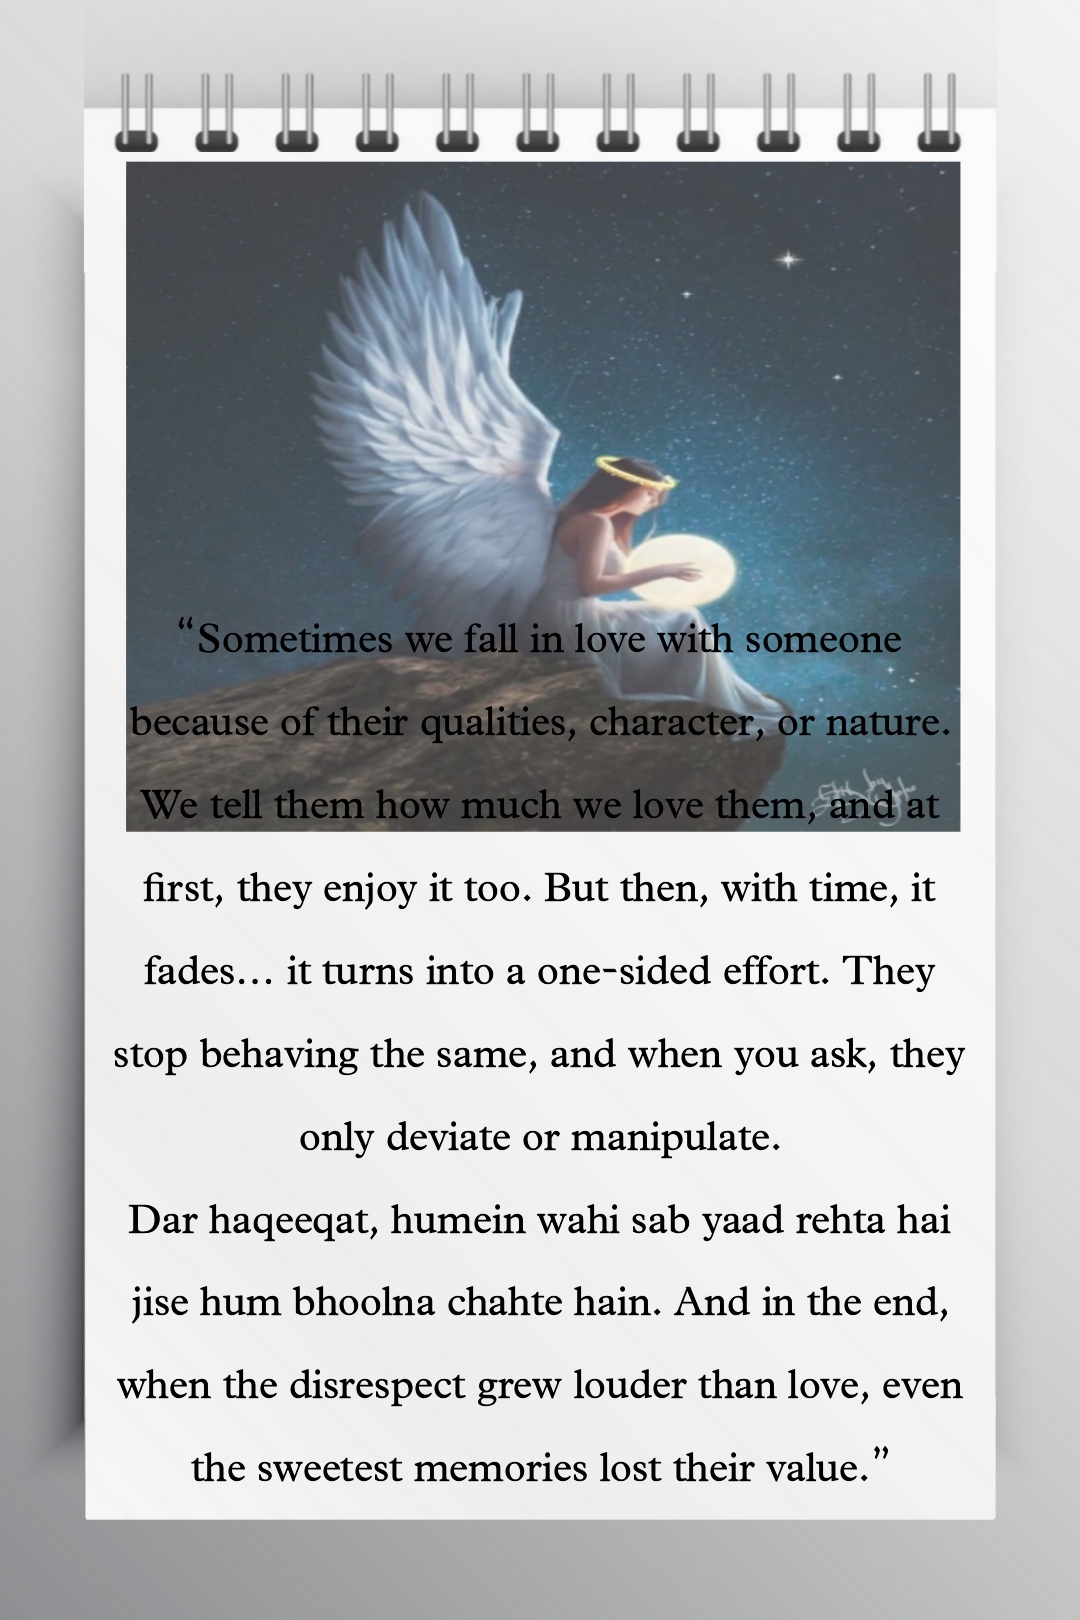 “Sometimes we fall in love with someone
because of their qualities, character, or nature.
We tell them how much we love them, and at
first, they enjoy it too. But then, with time, it
fades... it turns into a one-sided effort. They
stop behaving the same, and when you ask, they
only deviate or manipulate.
Dar haqeeqat, humein wahi sab yaad rehta hai
jise hum bhoolna chahte hain. And in the end,
when the disrespect grew louder than love, even
the sweetest memories lost their value.”